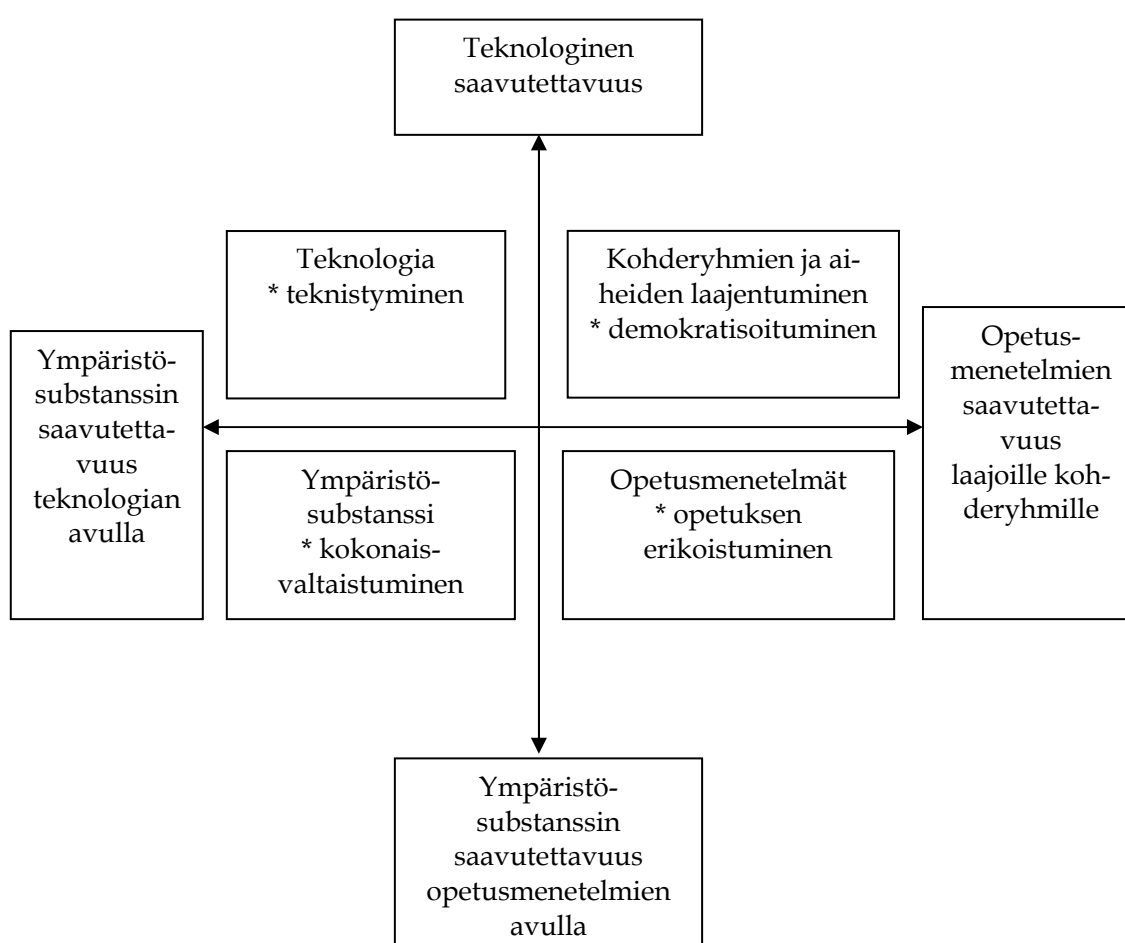 Teknologinen
saavutettavuus
Teknologia
* teknistyminen
Kohderyhmien ja ai-
heiden laajentuminen
* demokratisoituminen
Ympäristö-
substanssin
saavutetta-
vuus
teknologian
avulla
Opetus-
menetelmien
saavutetta-
vuus
laajoille koh-
deryhmille
Ympäristö-
substanssi
* kokonais-
valtaistuminen
Opetusmenetelmät
* opetuksen
erikoistuminen
Ympäristö-
substanssin
saavutettavuus
opetusmenetelmien
avulla